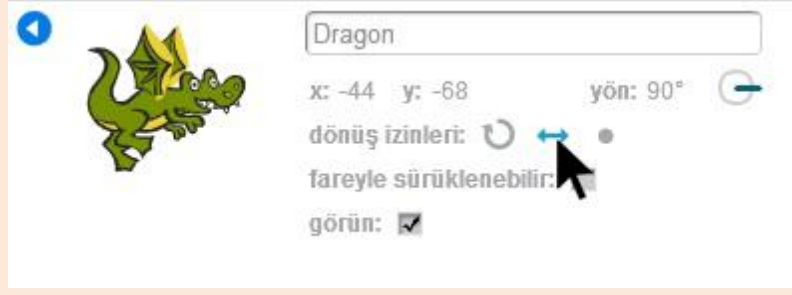 Dragon
x: -44 y: -68 yön: 90°
dönüş izinleri:
fareyle sürüklenebilir:
görün: